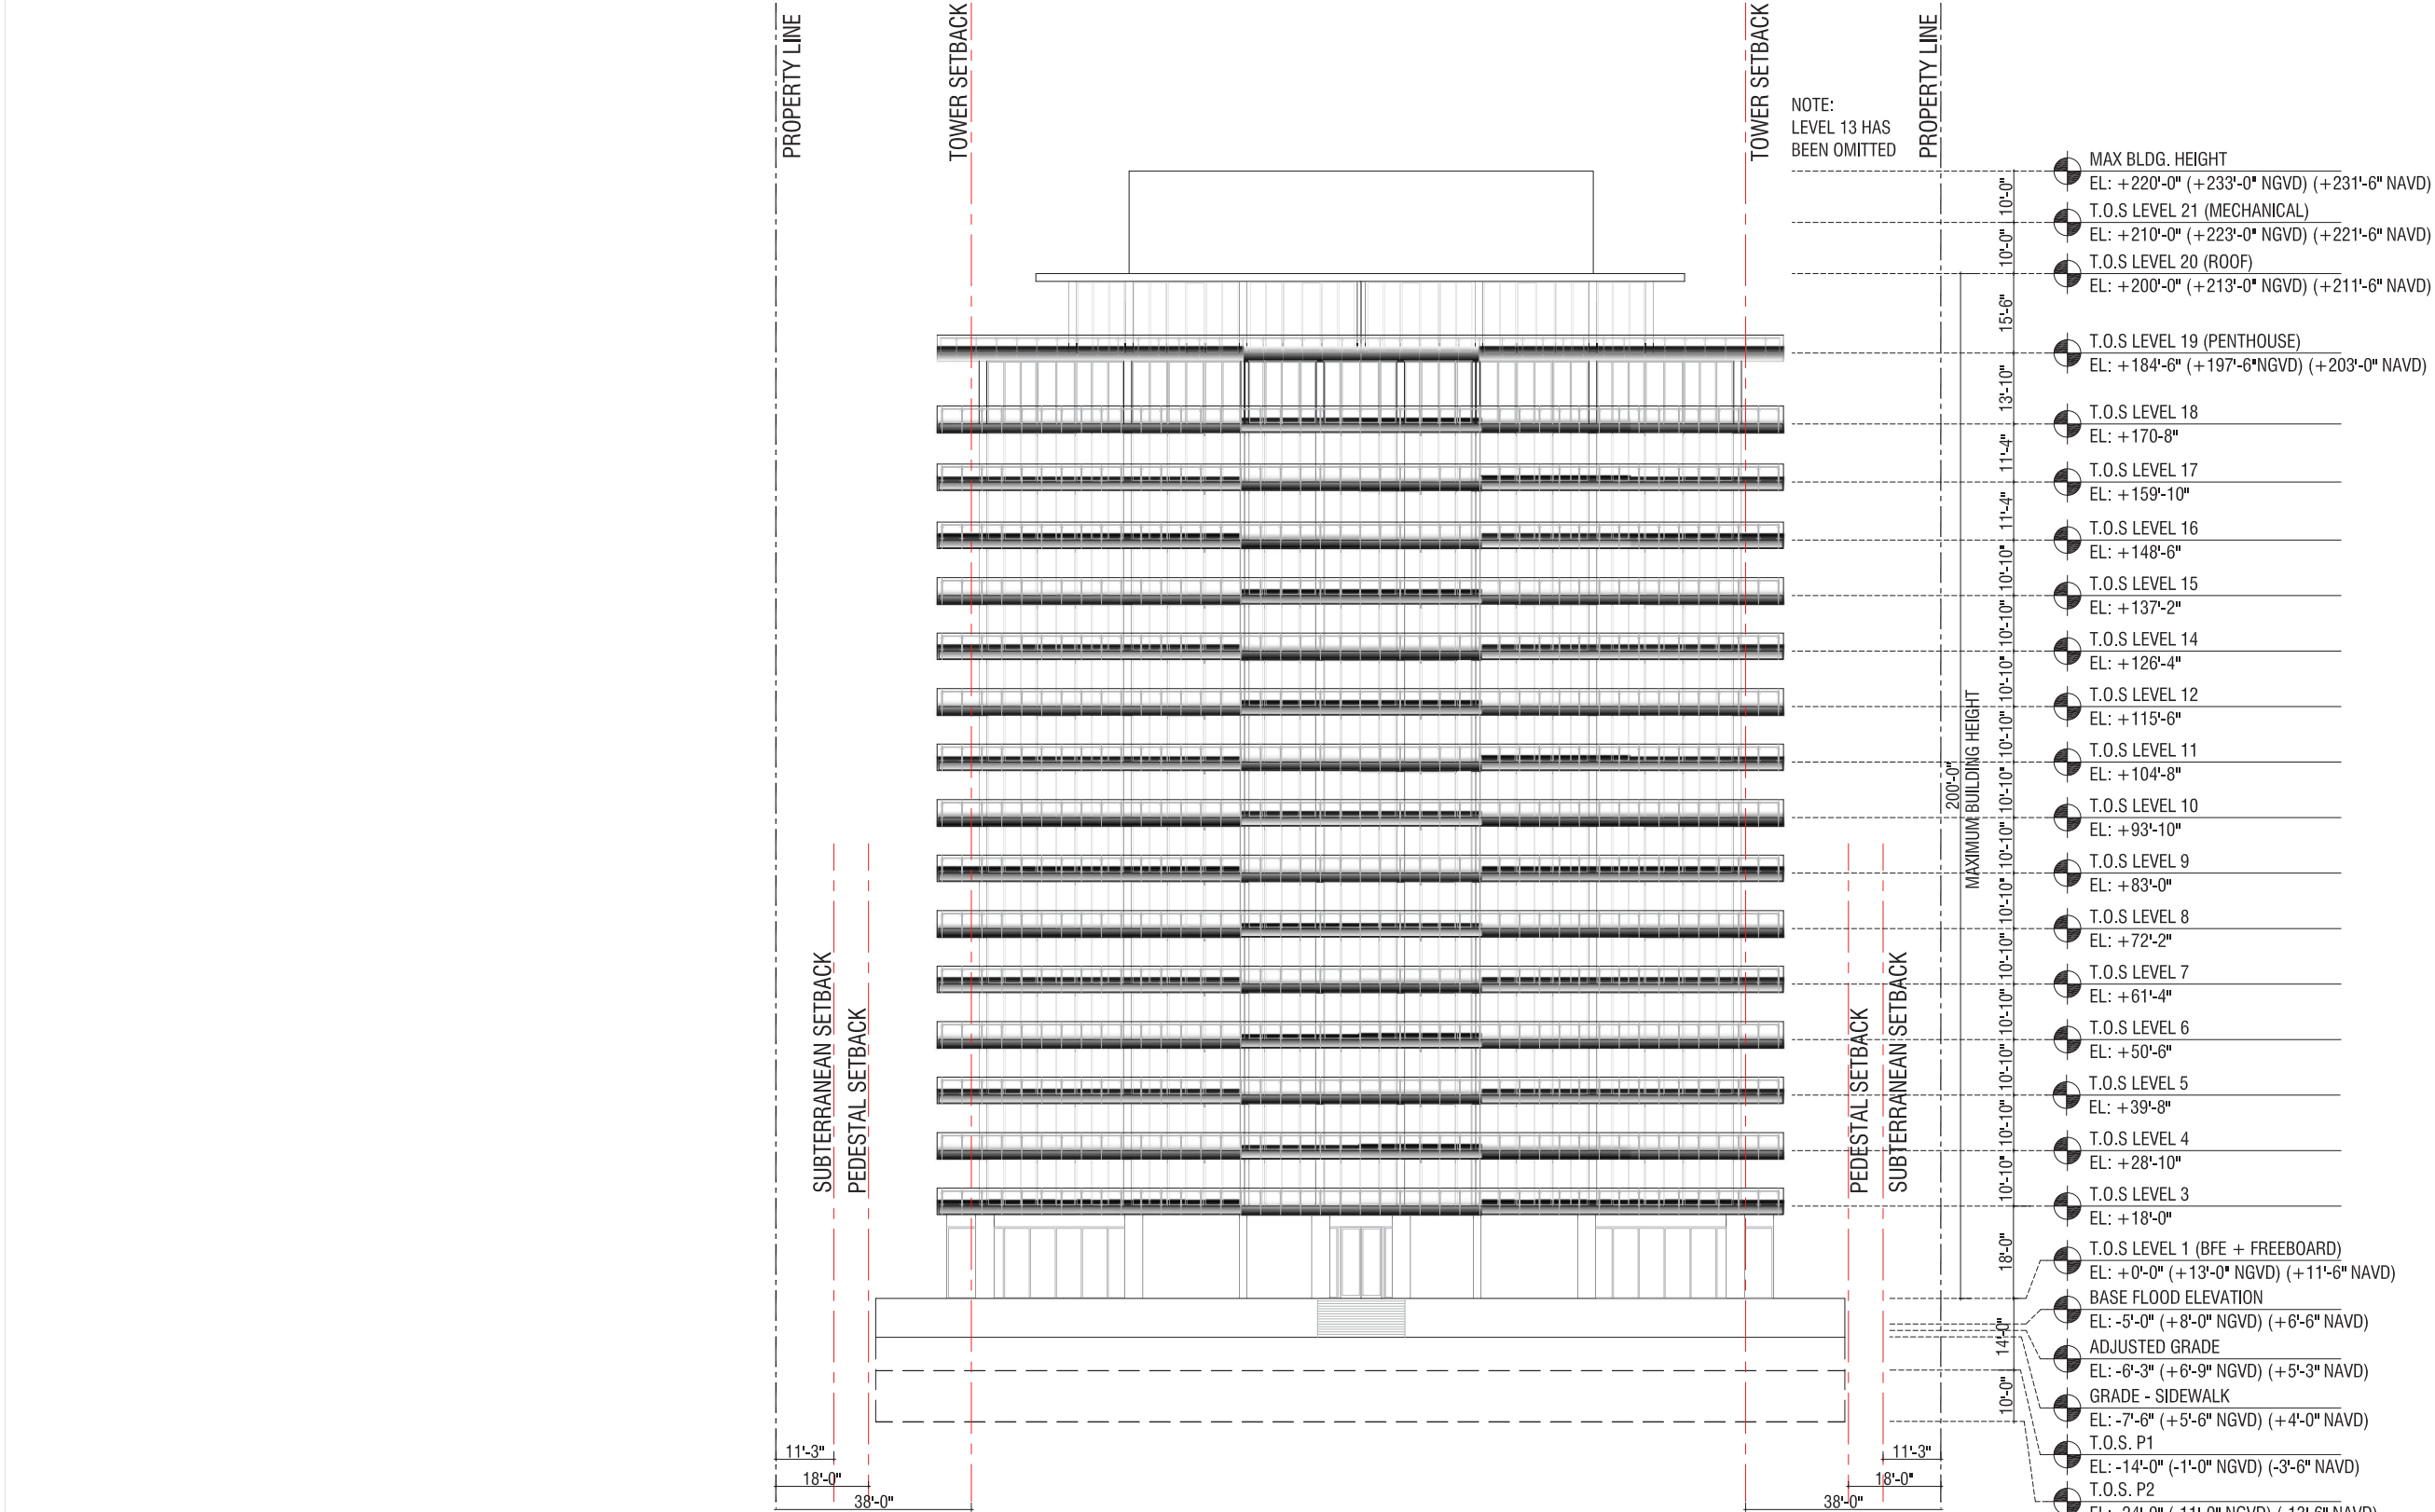 PROPERTY LINE
TOWER SETBACK
TOWER SETBACK
PROPERTY LINE
NOTE:
LEVEL 13 HAS
BEEN OMITTED
MAX BLDG. HEIGHT
EL: +220'-0" (+233'-0" NGVD) (+231'-6" NAVD)
10'-0"
T.O.S LEVEL 21 (MECHANICAL)
EL: +210'-0" (+223'-0" NGVD) (+221'-6" NAVD)
10'-0"
T.O.S LEVEL 20 (ROOF)
EL: +200'-0" (+213'-0" NGVD) (+211'-6" NAVD)
15'-6"
T.O.S LEVEL 19 (PENTHOUSE)
EL: +184'-6" (+197'-6"NGVD) (+203'-0" NAVD)
13'-10"
T.O.S LEVEL 18
EL: +170-8"
11'-4"
T.O.S LEVEL 17
EL: +159'-10"
11'-4"
T.O.S LEVEL 16
EL: +148'-6"
10'-10"
T.O.S LEVEL 15
EL: +137'-2"
10'-10"
T.O.S LEVEL 14
EL: +126'-4"
10'-10"
T.O.S LEVEL 12
EL: +115'-6"
10'-10"
T.O.S LEVEL 11
EL: +104'-8"
10'-10"
T.O.S LEVEL 10
EL: +93'-10"
10'-10"
T.O.S LEVEL 9
EL: +83'-0"
10'-10"
T.O.S LEVEL 8
EL: +72'-2"
10'-10"
T.O.S LEVEL 7
EL: +61'-4"
10'-10"
T.O.S LEVEL 6
EL: +50'-6"
10'-10"
T.O.S LEVEL 5
EL: +39'-8"
10'-10"
T.O.S LEVEL 4
EL: +28'-10"
10'-10"
T.O.S LEVEL 3
EL: +18'-0"
18'-0"
T.O.S LEVEL 1 (BFE + FREEBOARD)
EL: +0'-0" (+13'-0" NGVD) (+11'-6" NAVD)
BASE FLOOD ELEVATION
EL: -5'-0" (+8'-0" NGVD) (+6'-6" NAVD)
14'-0"
ADJUSTED GRADE
EL: -6'-3" (+6'-9" NGVD) (+5'-3" NAVD)
10'-0"
GRADE - SIDEWALK
EL: -7'-6" (+5'-6" NGVD) (+4'-0" NAVD)
T.O.S. P1
EL: -14'-0" (-1'-0" NGVD) (-3'-6" NAVD)
T.O.S. P2
EL: -24'-0" (-11'-0" NGVD) (-13'-6" NAVD)
200'-0"
MAXIMUM BUILDING HEIGHT
SUBTERRANEAN SETBACK
PEDESTAL SETBACK
PEDESTAL SETBACK
SUBTERRANEAN SETBACK
11'-3"
18'-0"
38'-0"
11'-3"
18'-0"
38'-0"